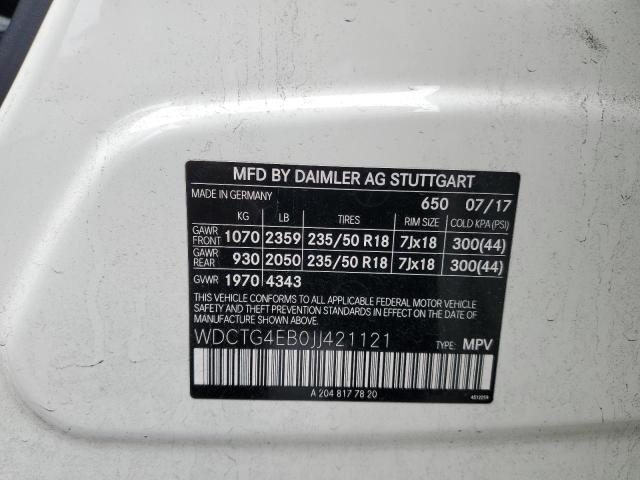 MFD BY DAIMLER AG STUTTGART
MADE IN GERMANY 650 07/17
KG LB TIRES RIM SIZE COLD KPA(PSI)
GAWR FRONT 1070 2359 235/50 R18 7Jx18 300(44)
GAWR REAR 930 2050 235/50 R18 7Jx18 300(44)
GVWR 1970 4343
THIS VEHICLE CONFORMS TO ALL APPLICABLE FEDERAL MOTOR VEHICLE
SAFETY, BUMPER, AND THEFT PREVENTION STANDARDS IN
EFFECT ON THE DATE OF MANUFACTURE SHOWN ABOVE.
WDCTG4EB0JJ421121 TYPE: MPV
A 204 817 78 20